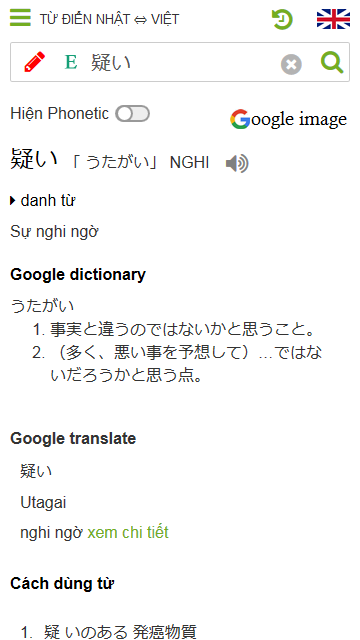 TỪ ĐIỂN NHẬT ⇔ VIỆT
E 疑い
Hiện Phonetic
Google image
疑い 「うたがい」 NGHI
danh từ
Sự nghi ngờ
Google dictionary
うたがい
1. 事実と違うのではないかと思うこと。
2. （多く、悪い事を予想して）…ではな
いだろうかと思う点。
Google translate
疑い
Utagai
nghi ngờ xem chi tiết
Cách dùng từ
1. 疑 いのある 発癌物質